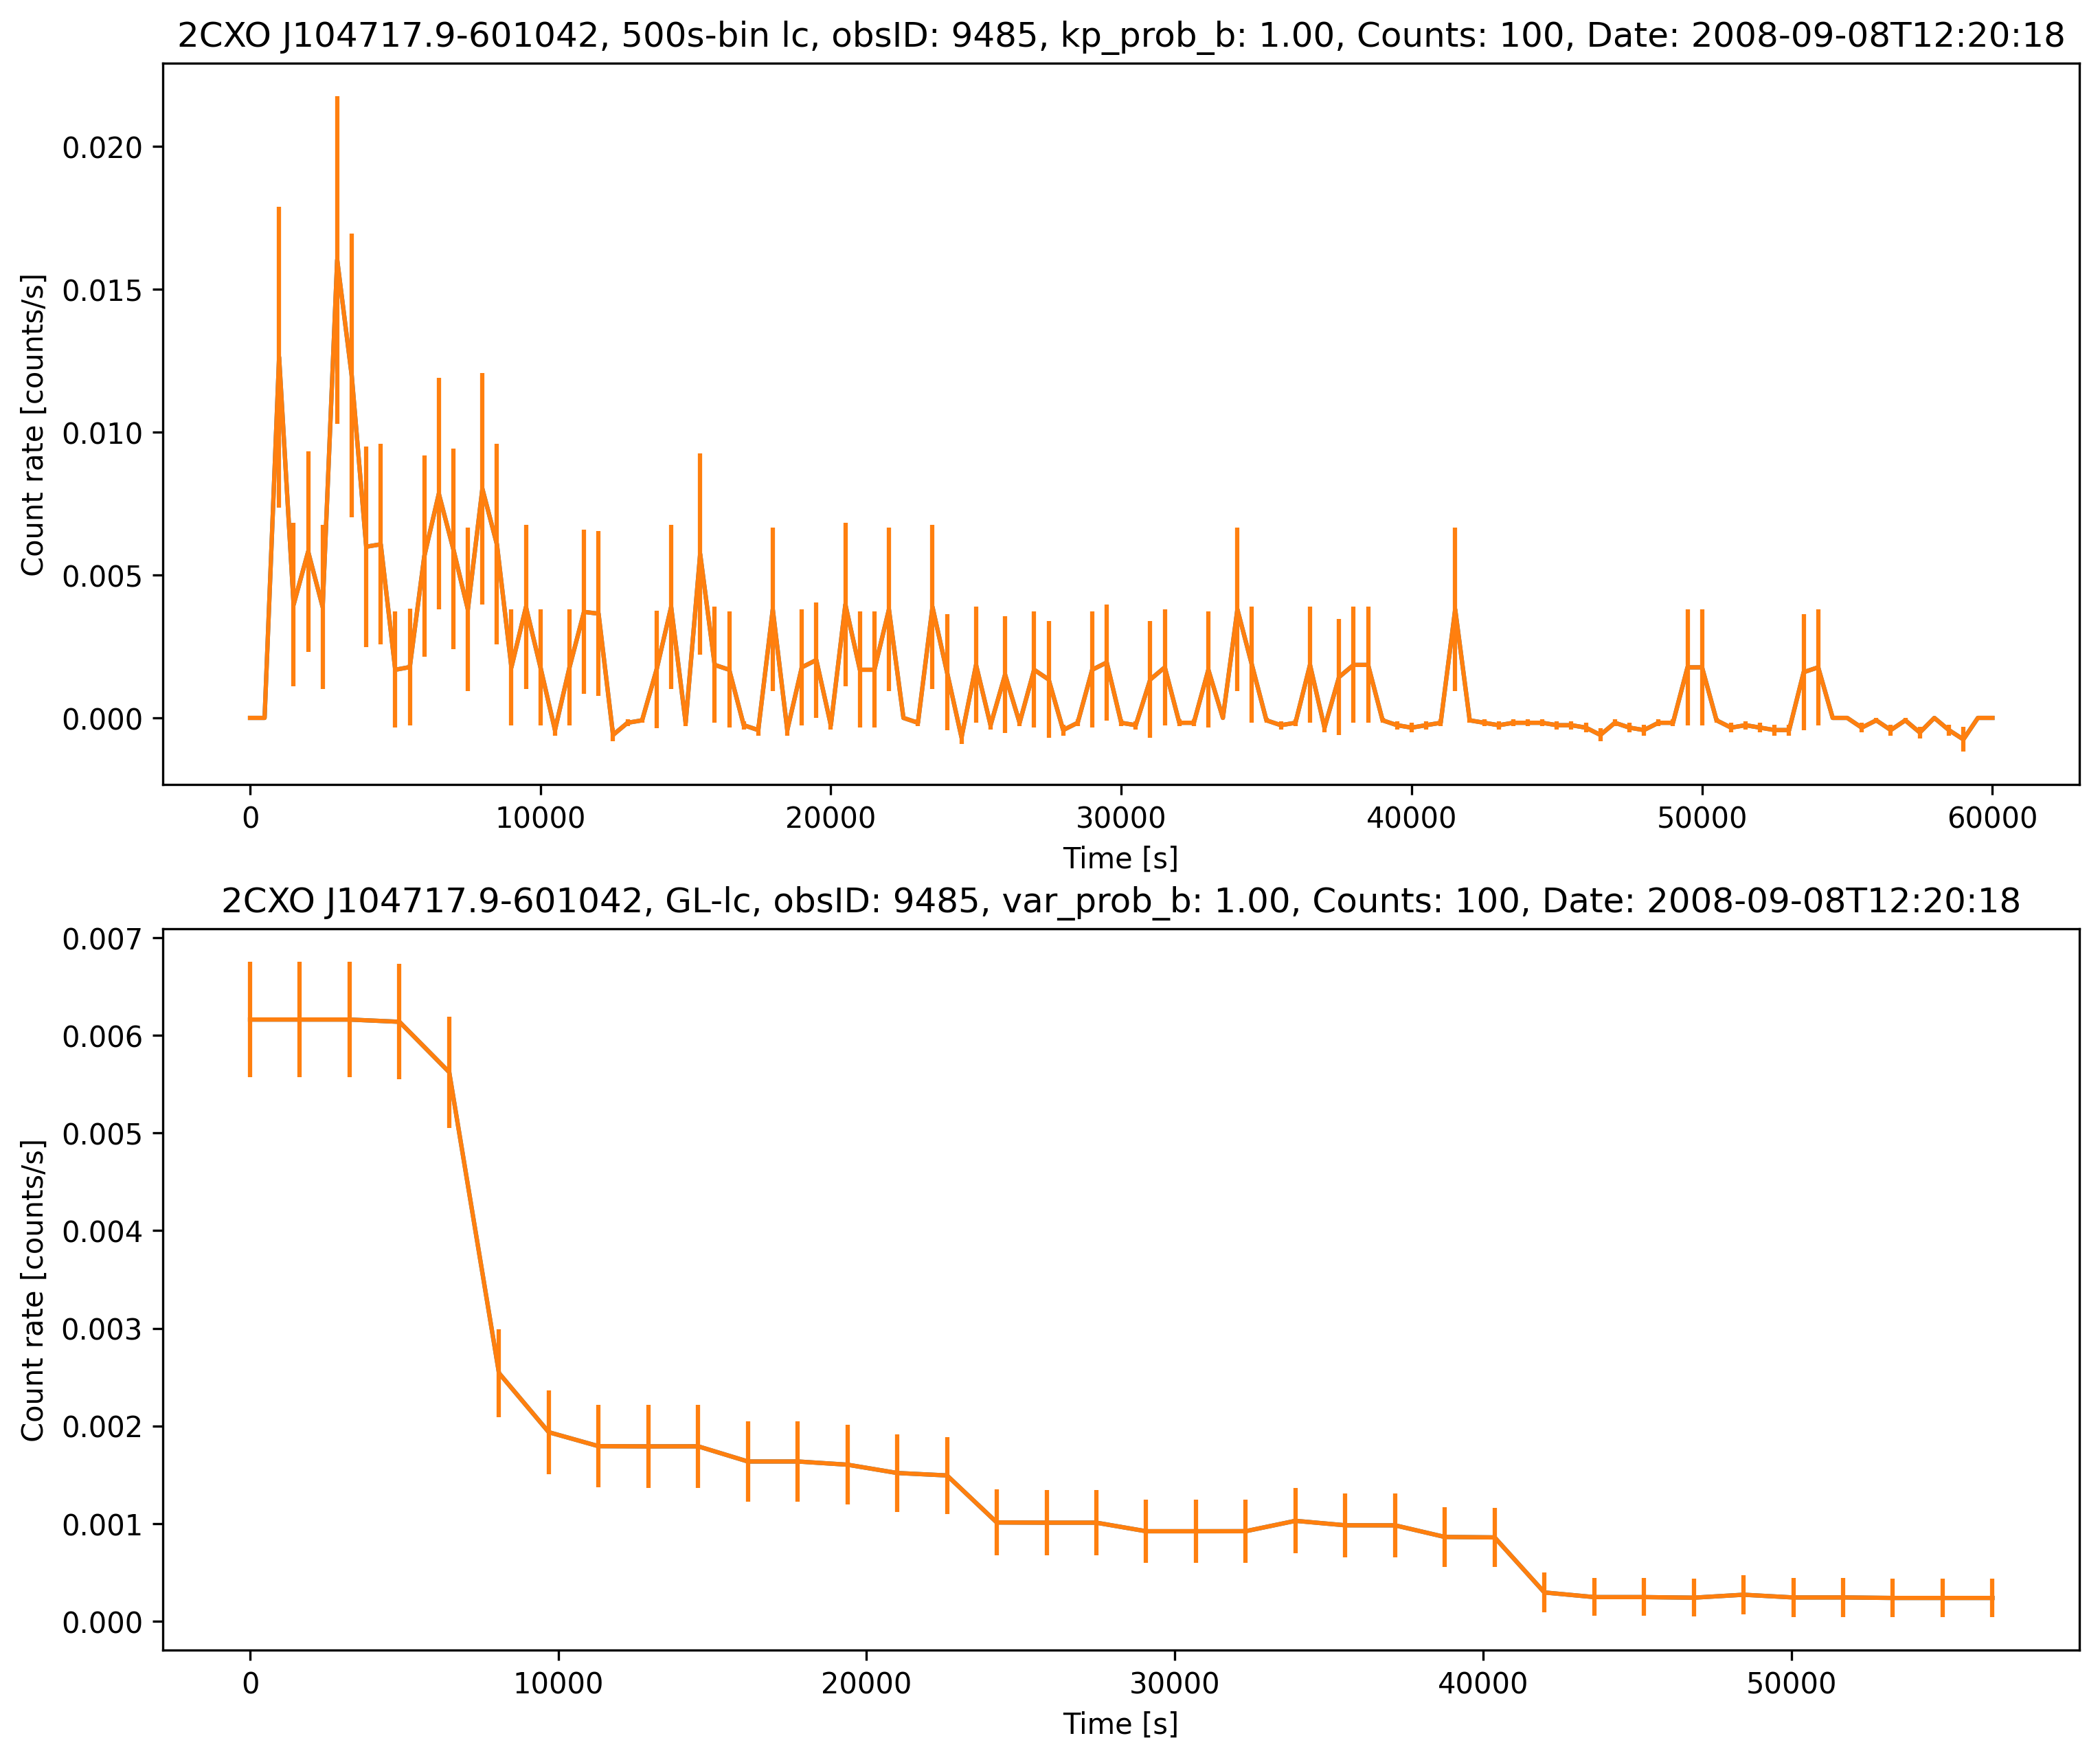 2CXO J104717.9-601042, 500s-bin lc, obsID: 9485, kp_prob_b: 1.00, Counts: 100, Date: 2008-09-08T12:20:18
Count rate [counts/s]
0.020
0.015
0.010
0.005
0.000
0 10000 20000 30000 40000 50000 60000
Time [s]
2CXO J104717.9-601042, GL-lc, obsID: 9485, var_prob_b: 1.00, Counts: 100, Date: 2008-09-08T12:20:18
Count rate [counts/s]
0.007
0.006
0.005
0.004
0.003
0.002
0.001
0.000
0 10000 20000 30000 40000 50000
Time [s]